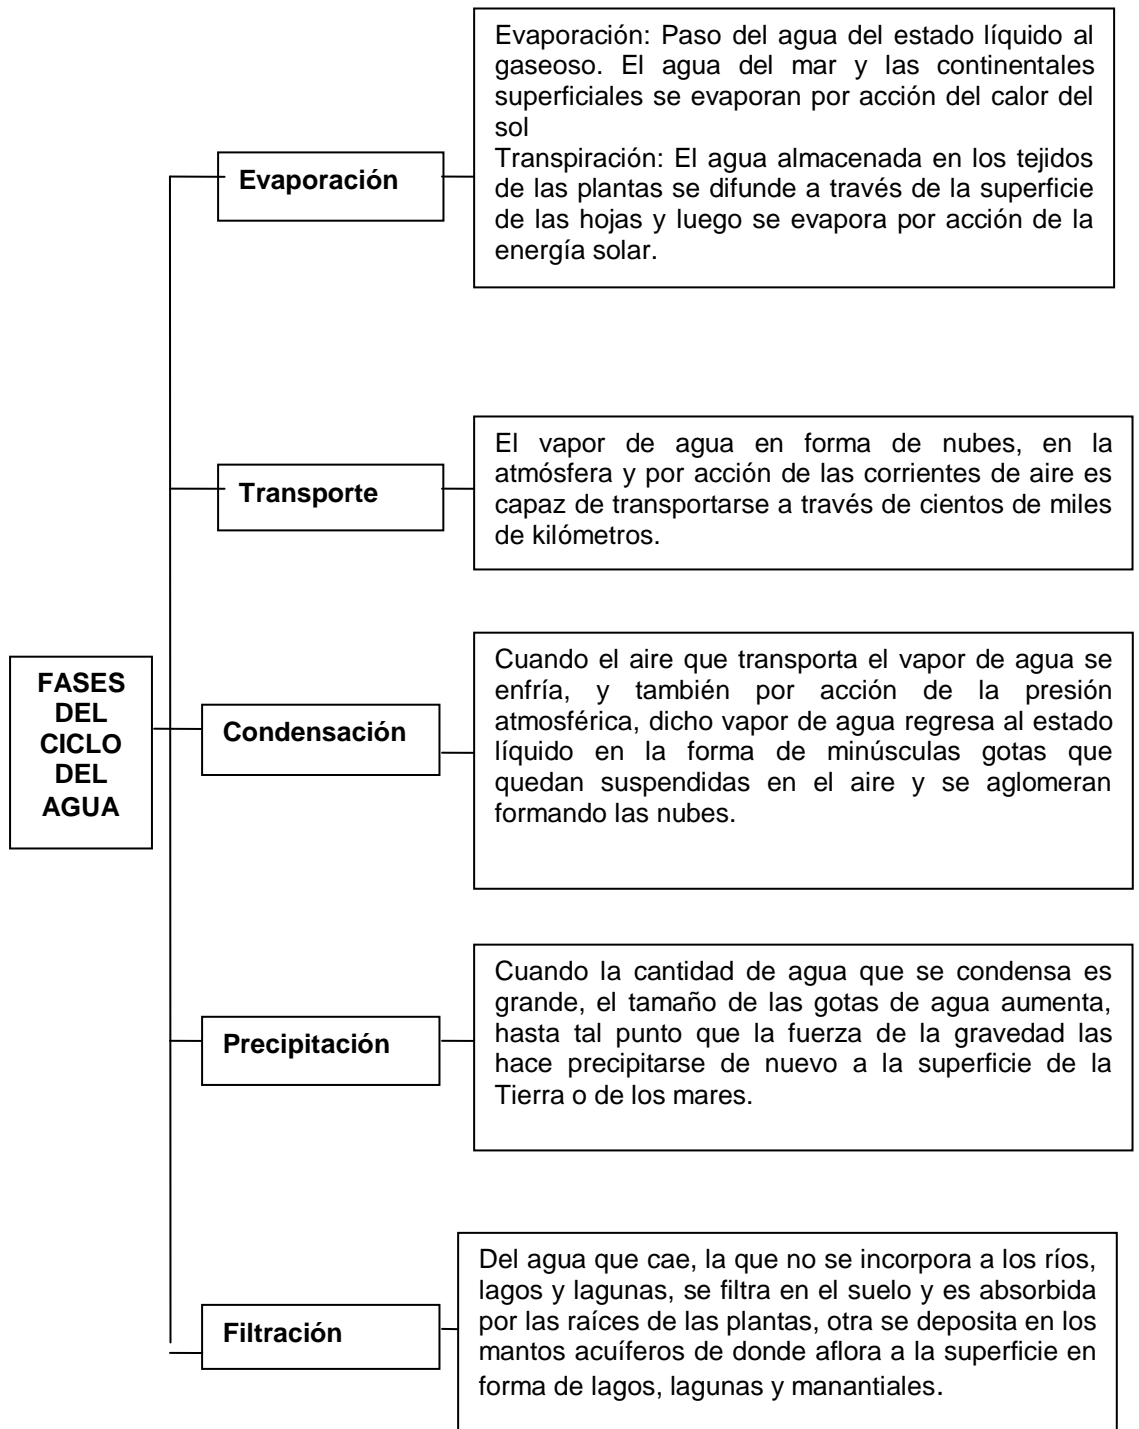 Evaporación: Paso del agua del estado líquido al
gaseoso. El agua del mar y las continentales
superficiales se evaporan por acción del calor del
sol
Transpiración: El agua almacenada en los tejidos
de las plantas se difunde a través de la superficie
de las hojas y luego se evapora por acción de la
energía solar.
Evaporación
El vapor de agua en forma de nubes, en la
atmósfera y por acción de las corrientes de aire es
capaz de transportarse a través de cientos de miles
de kilómetros.
Transporte
FASES
DEL
CICLO
DEL
AGUA
Cuando el aire que transporta el vapor de agua se
enfría, y también por acción de la presión
atmosférica, dicho vapor de agua regresa al estado
líquido en la forma de minúsculas gotas que
quedan suspendidas en el aire y se aglomeran
formando las nubes.
Condensación
Cuando la cantidad de agua que se condensa es
grande, el tamaño de las gotas de agua aumenta,
hasta tal punto que la fuerza de la gravedad las
hace precipitarse de nuevo a la superficie de la
Tierra o de los mares.
Precipitación
Del agua que cae, la que no se incorpora a los ríos,
lagos y lagunas, se filtra en el suelo y es absorbida
por las raíces de las plantas, otra se deposita en los
mantos acuíferos de donde aflora a la superficie en
forma de lagos, lagunas y manantiales.
Filtración